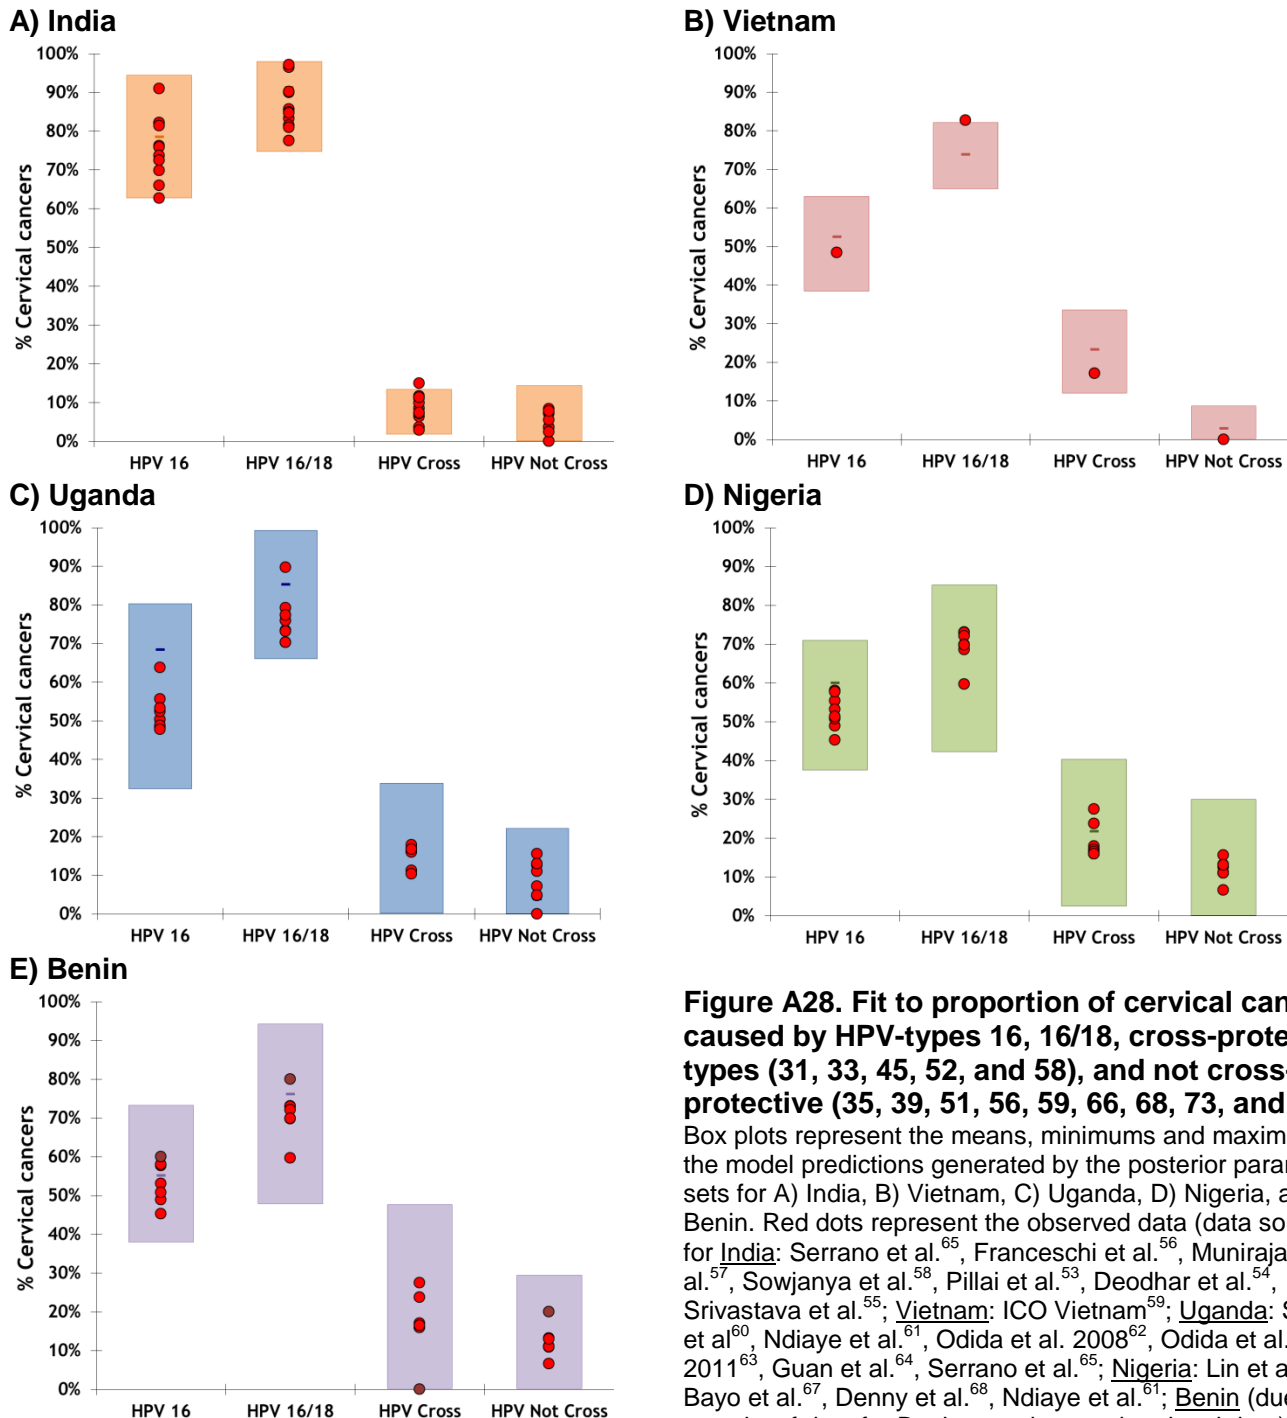 A) India
100%
90%
80%
70%
60%
50%
40%
30%
20%
10%
0%
% Cervical cancers
HPV 16
HPV 16/18
HPV Cross
HPV Not Cross
B) Vietnam
100%
90%
80%
70%
60%
50%
40%
30%
20%
10%
0%
% Cervical cancers
HPV 16
HPV 16/18
HPV Cross
HPV Not Cross
C) Uganda
100%
90%
80%
70%
60%
50%
40%
30%
20%
10%
0%
% Cervical cancers
HPV 16
HPV 16/18
HPV Cross
HPV Not Cross
D) Nigeria
100%
90%
80%
70%
60%
50%
40%
30%
20%
10%
0%
% Cervical cancers
HPV 16
HPV 16/18
HPV Cross
HPV Not Cross
E) Benin
100%
90%
80%
70%
60%
50%
40%
30%
20%
10%
0%
% Cervical cancers
HPV 16
HPV 16/18
HPV Cross
HPV Not Cross
Figure A28. Fit to proportion of cervical can
caused by HPV-types 16, 16/18, cross-prote
types (31, 33, 45, 52, and 58), and not cross-
protective (35, 39, 51, 56, 59, 66, 68, 73, and
Box plots represent the means, minimums and maxim
the model predictions generated by the posterior paran
sets for A) India, B) Vietnam, C) Uganda, D) Nigeria, a
Benin. Red dots represent the observed data (data so
for India: Serrano et al.65, Franceschi et al.56, Muniraja
al.57, Sowjanya et al.58, Pillai et al.53, Deodhar et al.54,
Srivastava et al.55; Vietnam: ICO Vietnam59; Uganda: S
et al60, Ndiaye et al.61, Odida et al. 200862, Odida et al.
201163, Guan et al.64, Serrano et al.65; Nigeria: Lin et a
Bayo et al.67, Denny et al.68, Ndiaye et al.61; Benin (du